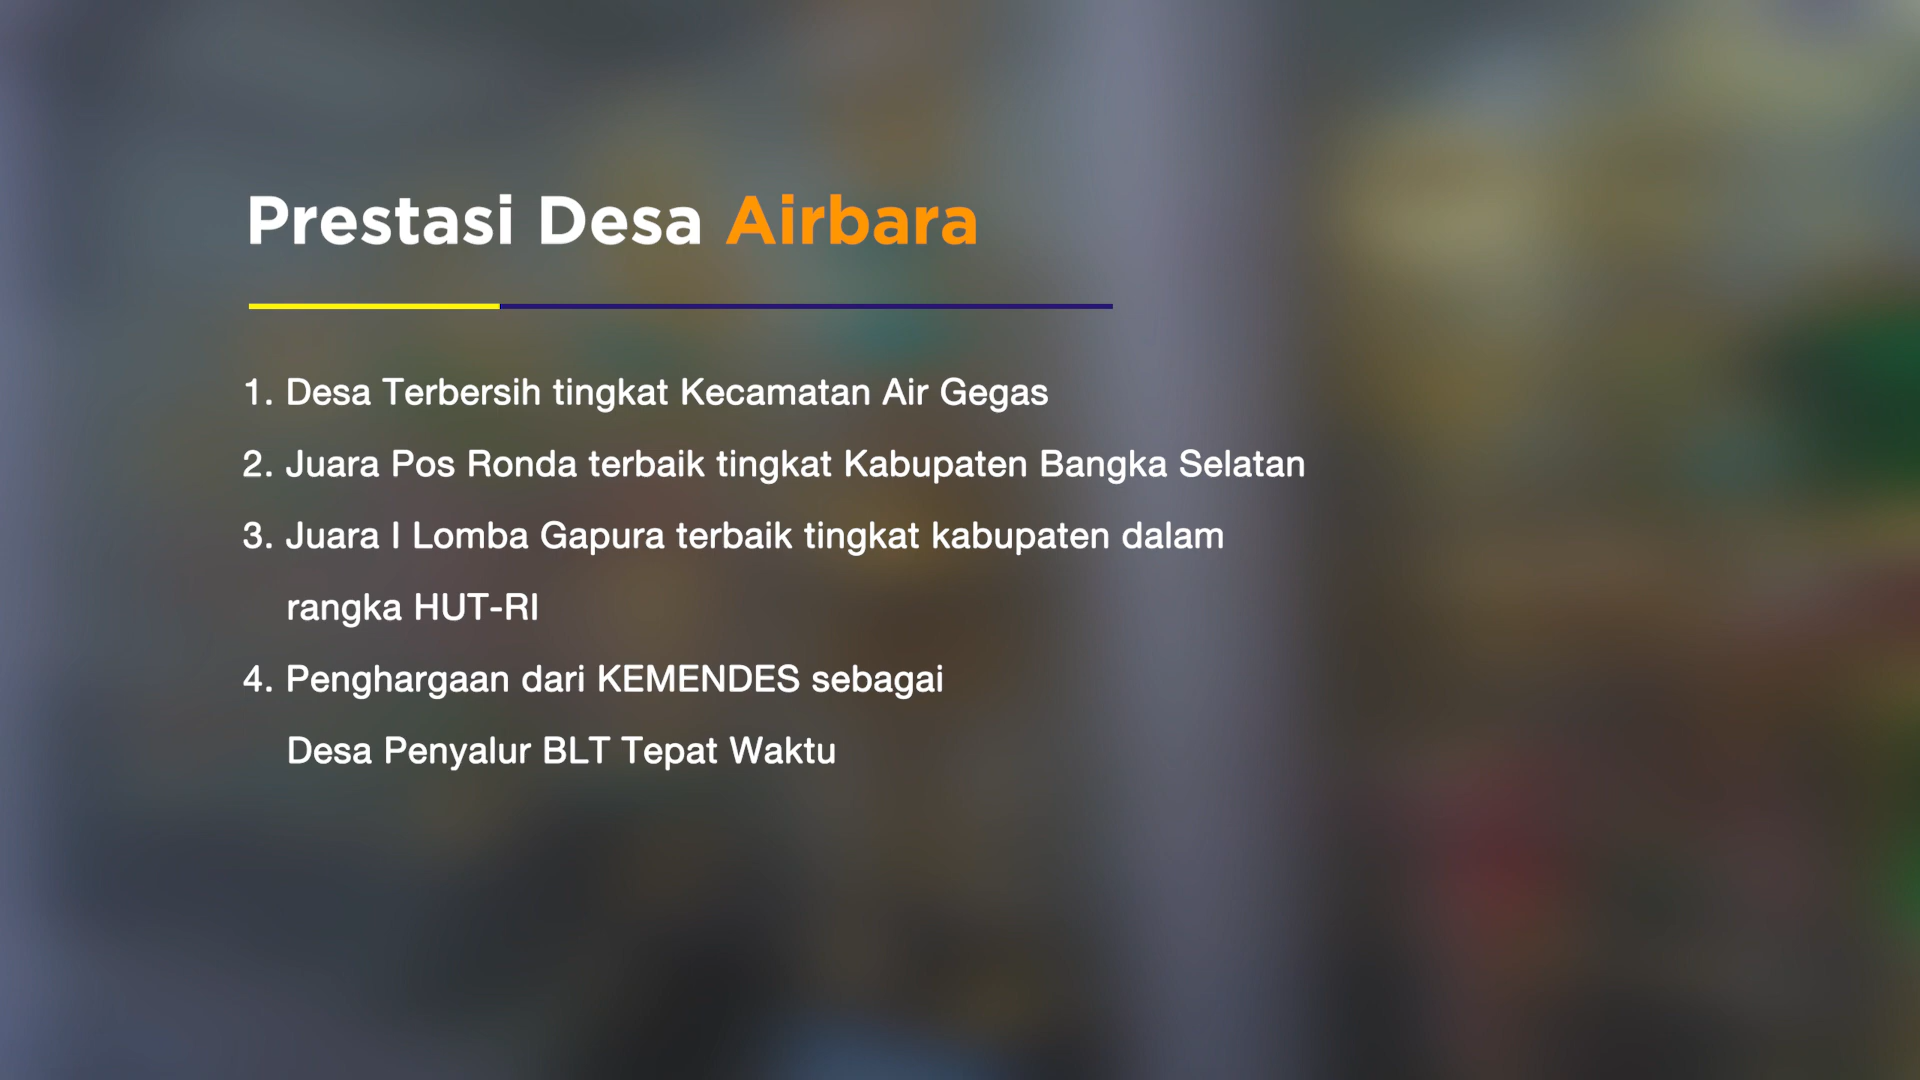 Prestasi Desa Airbara
1. Desa Terbersih tingkat Kecamatan Air Gegas
2. Juara Pos Ronda terbaik tingkat Kabupaten Bangka Selatan
3. Juara I Lomba Gapura terbaik tingkat kabupaten dalam
rangka HUT-RI
4. Penghargaan dari KEMENDES sebagai
Desa Penyalur BLT Tepat Waktu